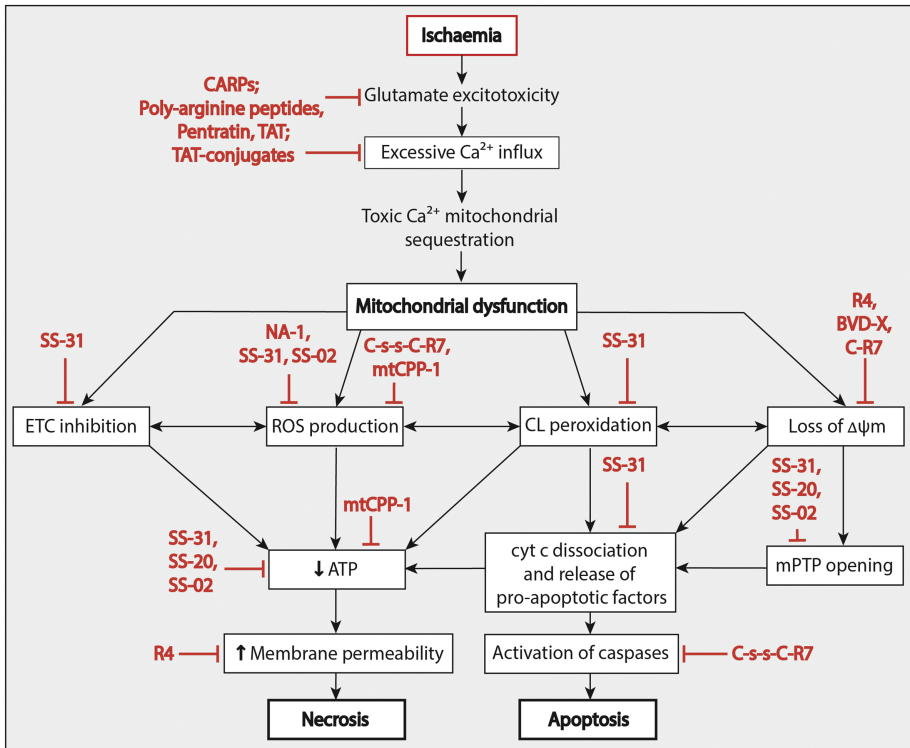 Ischaemia
CARPs;
Poly-arginine peptides,
Pentratin, TAT;
TAT-conjugates
Glutamate excitotoxicity
Excessive Ca²⁺ influx
Toxic Ca²⁺ mitochondrial
sequestration
Mitochondrial dysfunction
SS-31
NA-1,
SS-31, SS-02
C-s-s-C-R7,
mtCPP-1
SS-31
R4,
BVD-X,
C-R7
ETC inhibition
ROS production
CL peroxidation
Loss of Δψm
SS-31
SS-31,
SS-20,
SS-02
mtCPP-1
SS-31,
SS-20,
SS-02
↓ ATP
cyt c dissociation
and release of
pro-apoptotic factors
mPTP opening
R4
↑ Membrane permeability
Activation of caspases
C-s-s-C-R7
Necrosis
Apoptosis